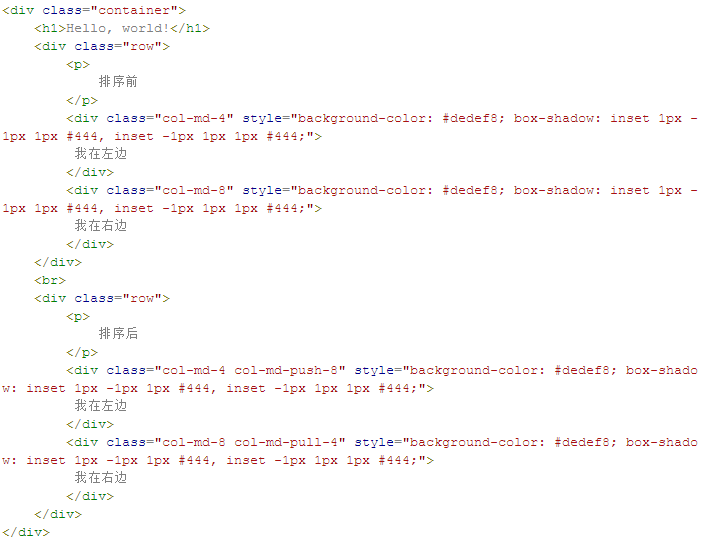 <div class="container">
<h1>Hello, world!</h1>
<div class="row">
<p>
排序前
</p>
<div class="col-md-4" style="background-color: #dedef8; box-shadow: inset 1px -
1px 1px #444, inset -1px 1px 1px #444;">
我在左边
</div>
<div class="col-md-8" style="background-color: #dedef8; box-shadow: inset 1px -
1px 1px #444, inset -1px 1px 1px #444;">
我在右边
</div>
</div>
<br>
<div class="row">
<p>
排序后
</p>
<div class="col-md-4 col-md-push-8" style="background-color: #dedef8; box-shado
w: inset 1px -1px 1px #444, inset -1px 1px 1px #444;">
我在左边
</div>
<div class="col-md-8 col-md-pull-4" style="background-color: #dedef8; box-shado
w: inset 1px -1px 1px #444, inset -1px 1px 1px #444;">
我在右边
</div>
</div>
</div>